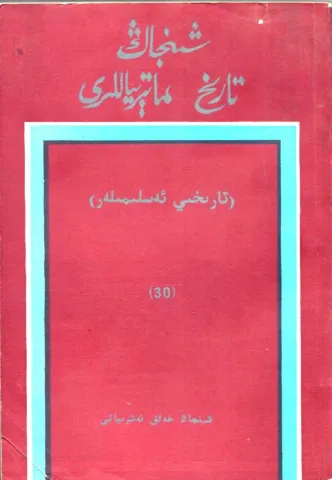 شىنجاڭ
تارىخ ماتېرىياللىرى
(تارىخىي ئەسلىمىلەر)
(30)
شىنجاڭ خەلق نەشرىياتى